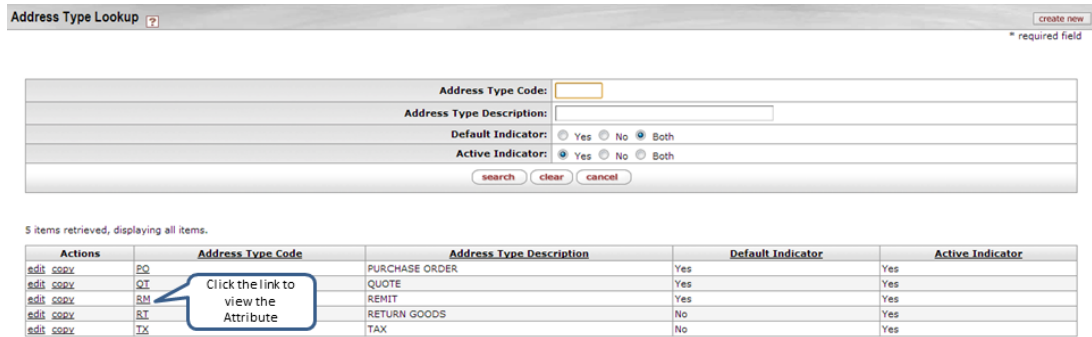 Address Type Lookup ?
create new
* required field
Address Type Code:
Address Type Description:
Default Indicator: Yes No Both
Active Indicator: Yes No Both
search clear cancel
5 items retrieved, displaying all items.
Actions Address Type Code Address Type Description Default Indicator Active Indicator
edit copy PO PURCHASE ORDER Yes Yes
edit copy QT QUOTE Yes Yes
edit copy RM REMIT Yes Yes
edit copy RT RETURN GOODS No Yes
edit copy TX TAX No Yes
Click the link to
view the
Attribute